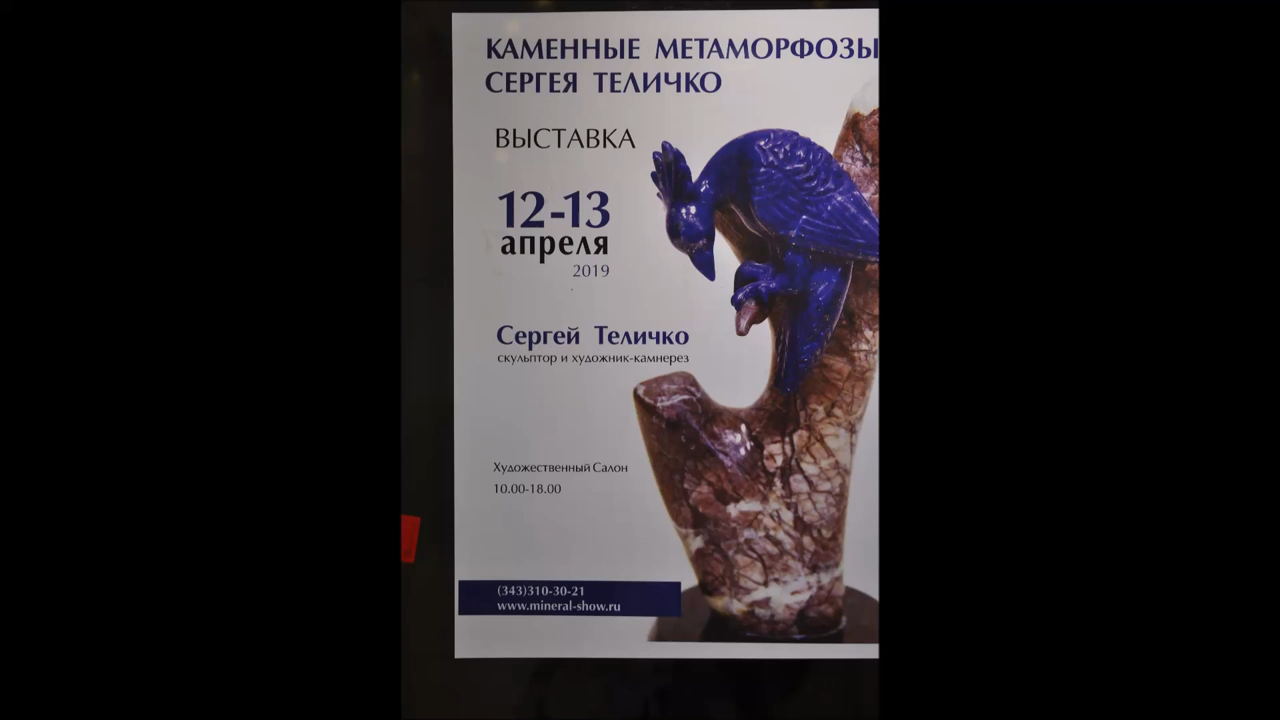 КАМЕННЫЕ МЕТАМОРФОЗЫ
СЕРГЕЯ ТЕЛИЧКО
ВЫСТАВКА
12-13
апреля
2019
Сергей Теличко
скульптор и художник-камнерез
Художественный Салон
10.00-18.00
(343)310-30-21
www.mineral-show.ru